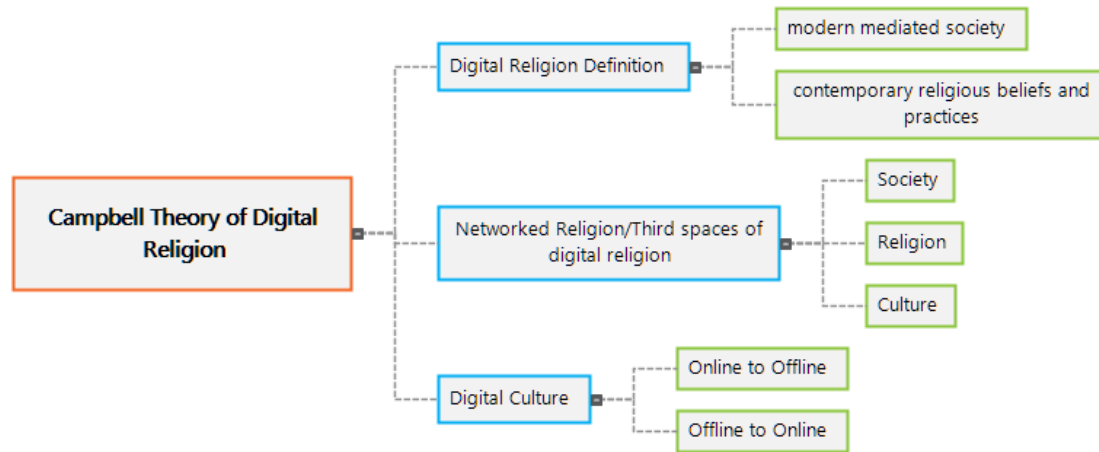 Campbell Theory of Digital
Religion
Digital Religion Definition
modern mediated society
contemporary religious beliefs and
practices
Networked Religion/Third spaces of
digital religion
Society
Religion
Culture
Digital Culture
Online to Offline
Offline to Online